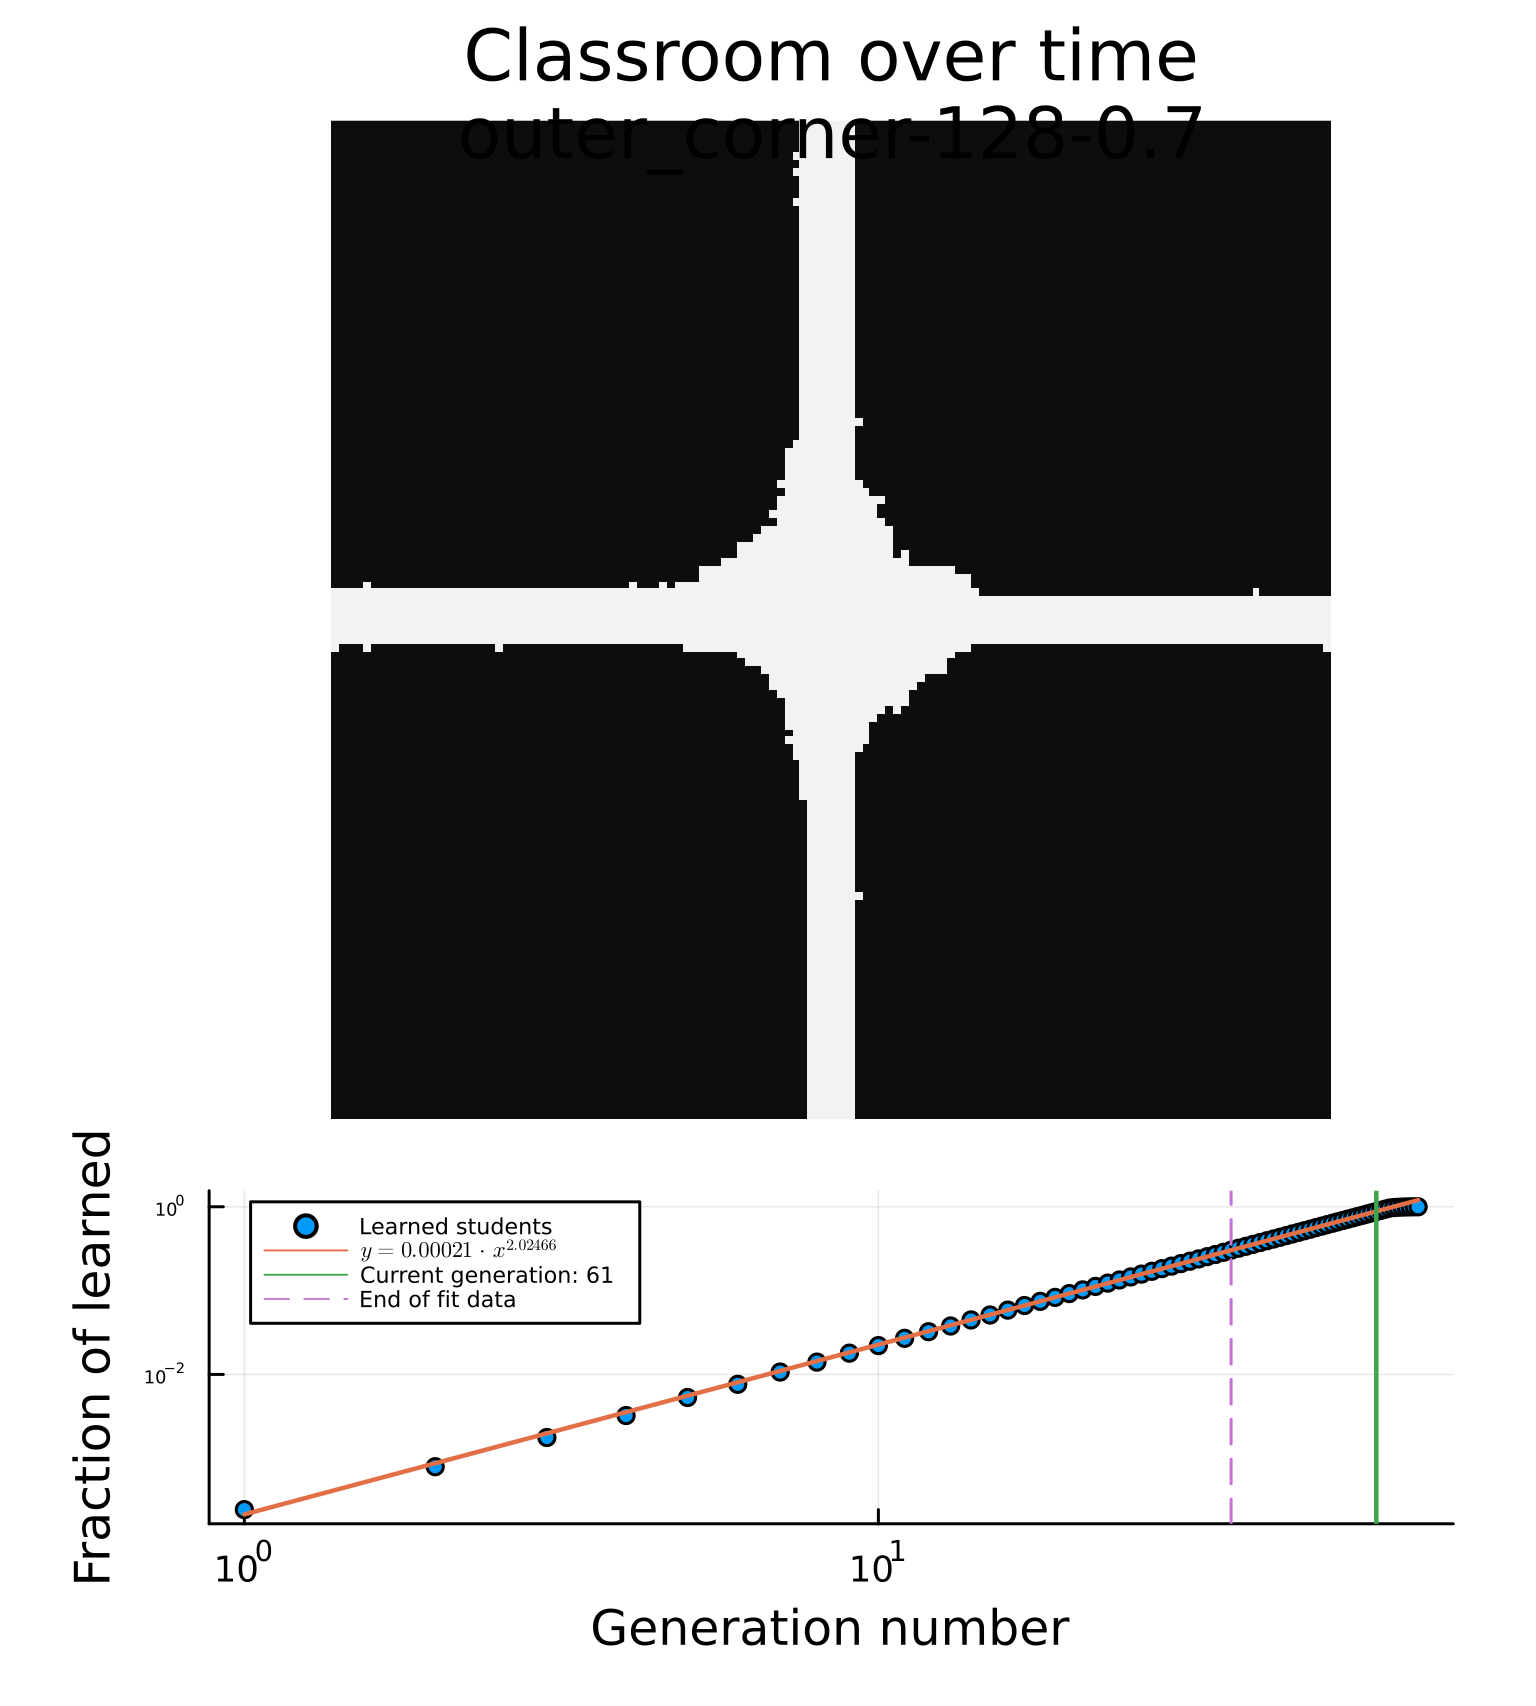 Classroom over time
outer_corner-128-0.7
Fraction of learned
10⁰
10⁻²
Learned students
y = 0.00021 · x^2.02466
Current generation: 61
End of fit data
10⁰ 10¹
Generation number